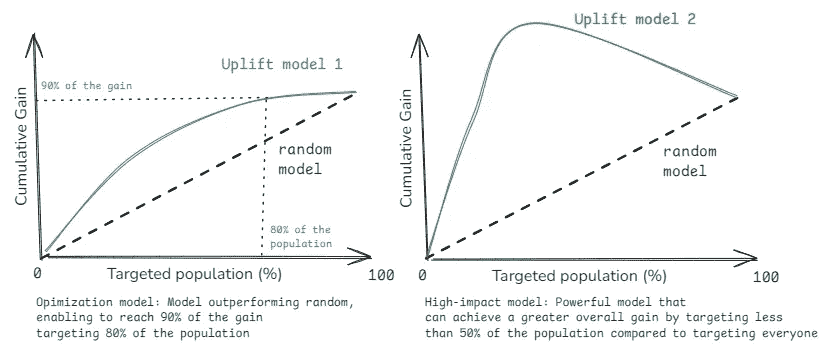 Uplift model 1
90% of the gain
random
model
80% of the
population
Cumulative Gain
0
Targeted population (%)
100
Opimization model: Model outperforming random,
enabling to reach 90% of the gain
targeting 80% of the population
Uplift model 2
random
model
Cumulative Gain
0
Targeted population (%)
100
High-impact model: Powerful model that
can achieve a greater overall gain by targeting less
than 50% of the population compared to targeting everyone